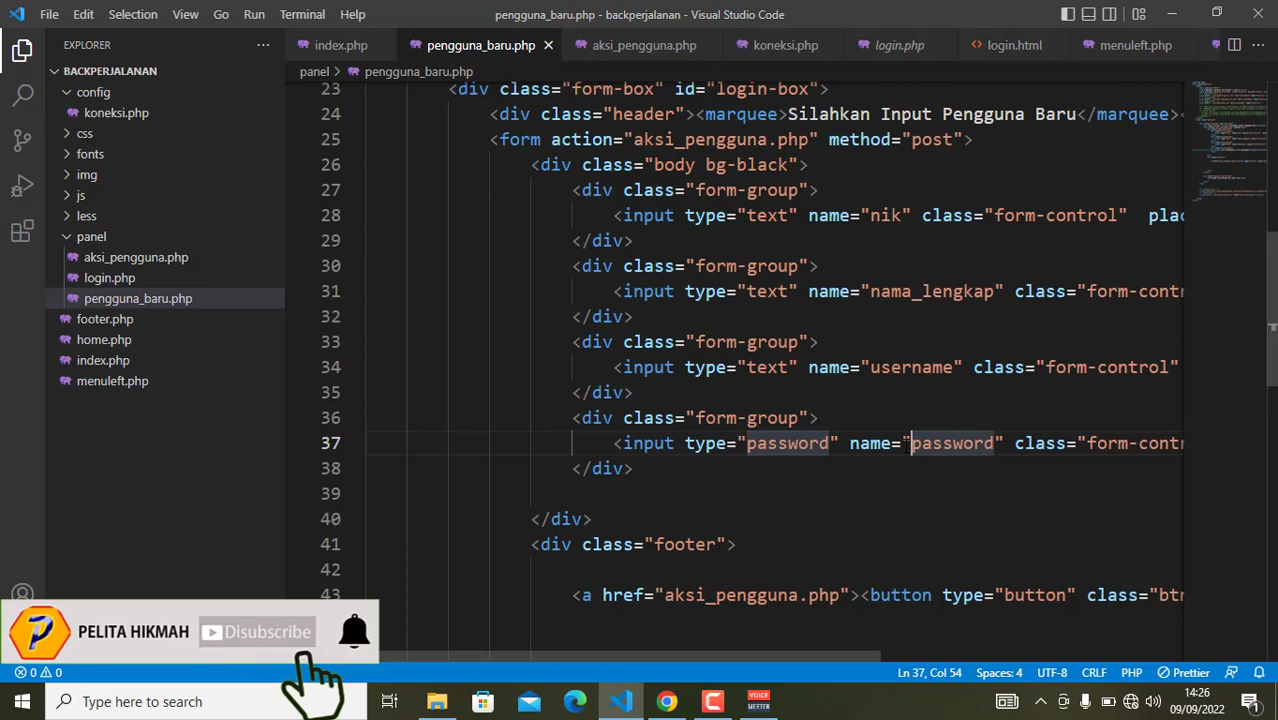 File Edit Selection View Go Run Terminal Help
pengguna_baru.php - backperjalanan - Visual Studio Code
EXPLORER
index.php pengguna_baru.php aksi_pengguna.php koneksi.php login.php login.html menuleft.php
BACKPERJALANAN
config
koneksi.php
css
fonts
img
js
less
panel
aksi_pengguna.php
login.php
pengguna_baru.php
footer.php
home.php
index.php
menuleft.php
panel > pengguna_baru.php
23 <div class="form-box" id="login-box">
24 <div class="header"><marquee>Silahkan Input Pengguna Baru</marquee><
25 <form action="aksi_pengguna.php" method="post">
26 <div class="body bg-black">
27 <div class="form-group">
28 <input type="text" name="nik" class="form-control" plac
29 </div>
30 <div class="form-group">
31 <input type="text" name="nama_lengkap" class="form-contr
32 </div>
33 <div class="form-group">
34 <input type="text" name="username" class="form-control"
35 </div>
36 <div class="form-group">
37 <input type="password" name="password" class="form-contr
38 </div>
39
40 </div>
41 <div class="footer">
42
43 <a href="aksi_pengguna.php"><button type="button" class="btn
PELITA HIKMAH Disubscribe
0 0 Ln 37, Col 54 Spaces: 4 UTF-8 CRLF PHP Prettier
Type here to search
VOICE MEETER
14:26
09/09/2022
1